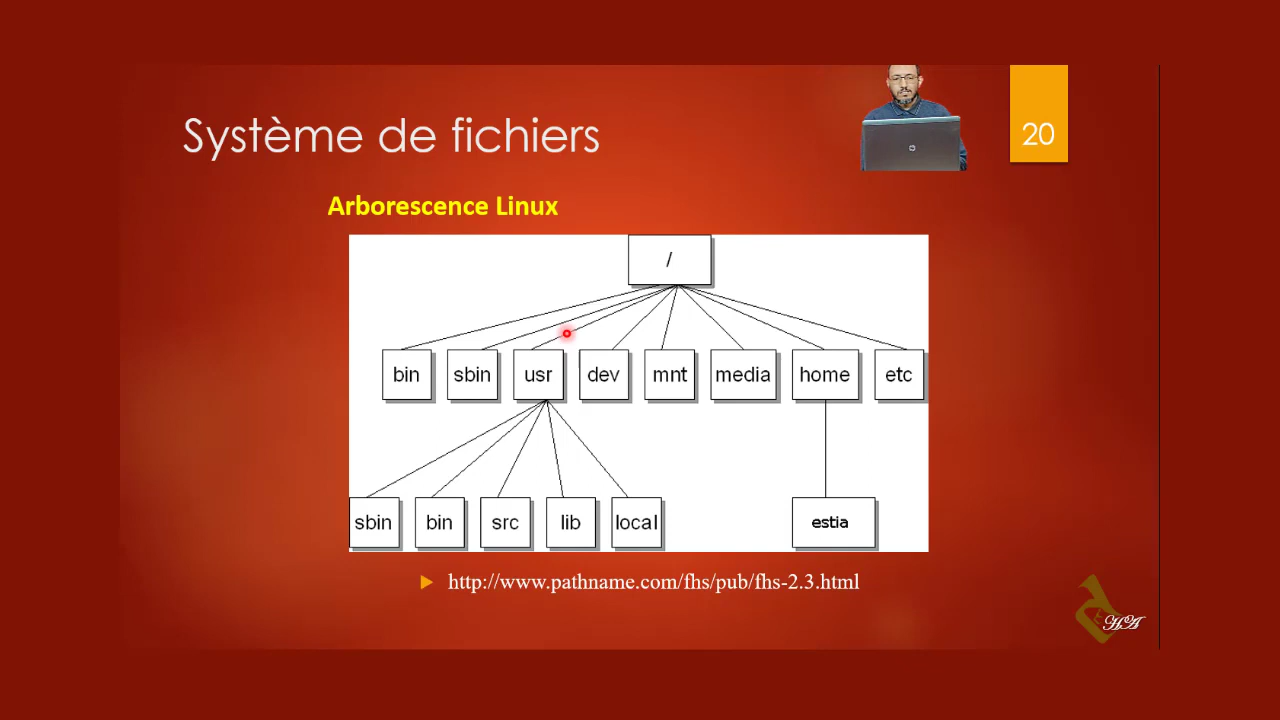 Système de fichiers
20
Arborescence Linux
/
bin sbin usr dev mnt media home etc
sbin bin src lib local estia
http://www.pathname.com/fhs/pub/fhs-2.3.html
HA